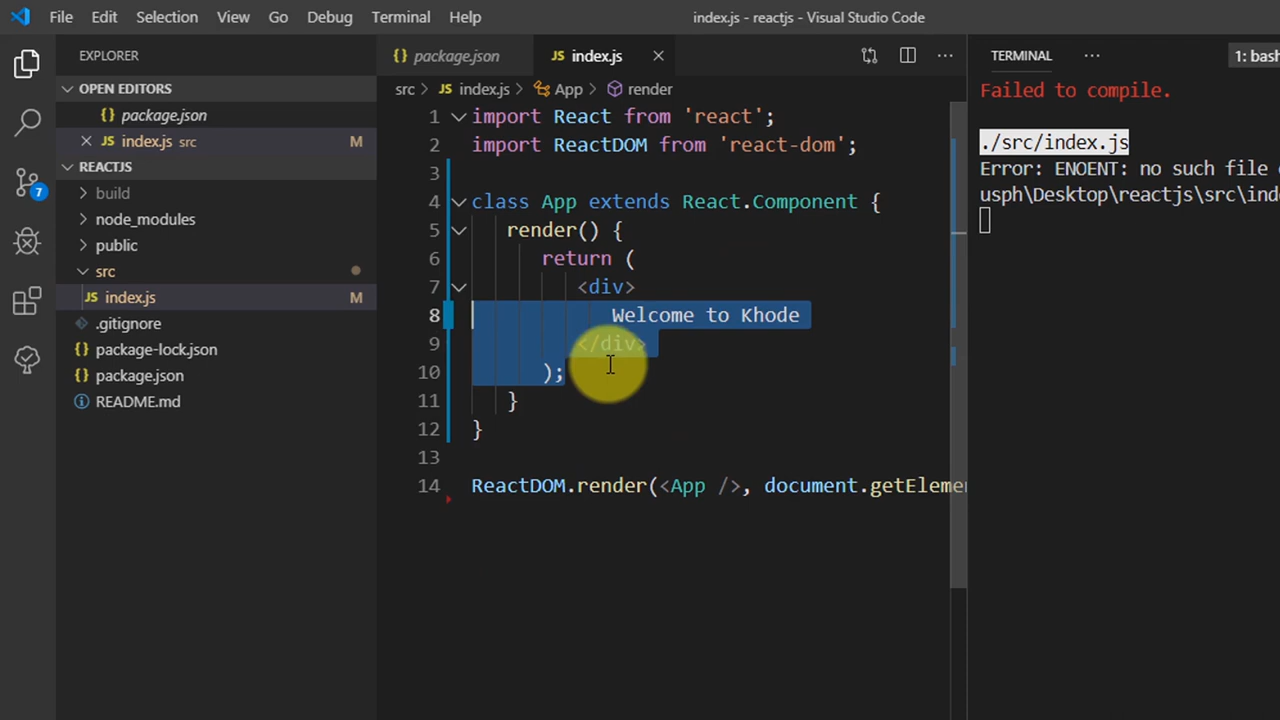 File Edit Selection View Go Debug Terminal Help
index.js - reactjs - Visual Studio Code
EXPLORER
OPEN EDITORS
{} package.json
JS index.js src M
REACTJS
build
node_modules
public
src
JS index.js M
.gitignore
package-lock.json
package.json
README.md
7
{} package.json
JS index.js
src > JS index.js > App > render
1 import React from 'react';
2 import ReactDOM from 'react-dom';
3
4 class App extends React.Component {
5 render() {
6 return (
7 <div>
8 Welcome to Khode
9 </div>
10 );
11 }
12 }
13
14 ReactDOM.render(<App />, document.getEleme
TERMINAL
1: bash
Failed to compile.
./src/index.js
Error: ENOENT: no such file
usph\Desktop\reactjs\src\ind